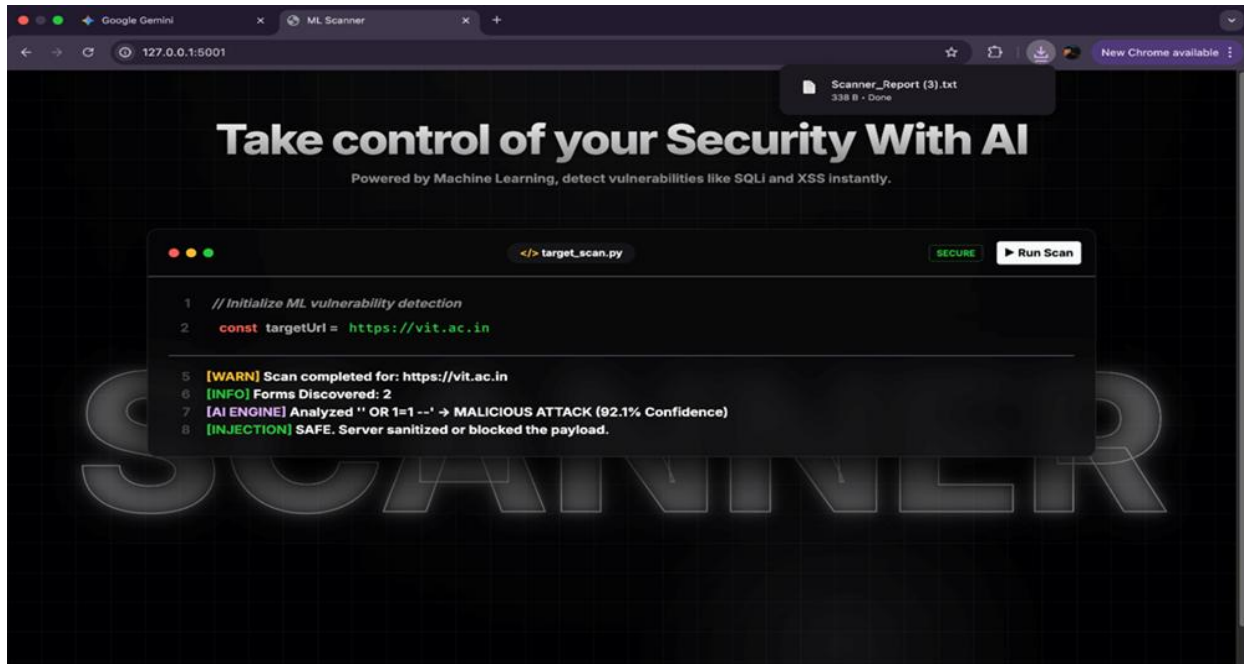 Google Gemini
ML Scanner
127.0.0.1:5001
New Chrome available
Scanner_Report (3).txt
338 B • Done
Take control of your Security With AI
Powered by Machine Learning, detect vulnerabilities like SQLi and XSS instantly.
</> target_scan.py
SECURE
▶ Run Scan
1 // Initialize ML vulnerability detection
2 const targetUrl = https://vit.ac.in
5 [WARN] Scan completed for: https://vit.ac.in
6 [INFO] Forms Discovered: 2
7 [AI ENGINE] Analyzed '' OR 1=1 --' → MALICIOUS ATTACK (92.1% Confidence)
8 [INJECTION] SAFE. Server sanitized or blocked the payload.
SCANNER